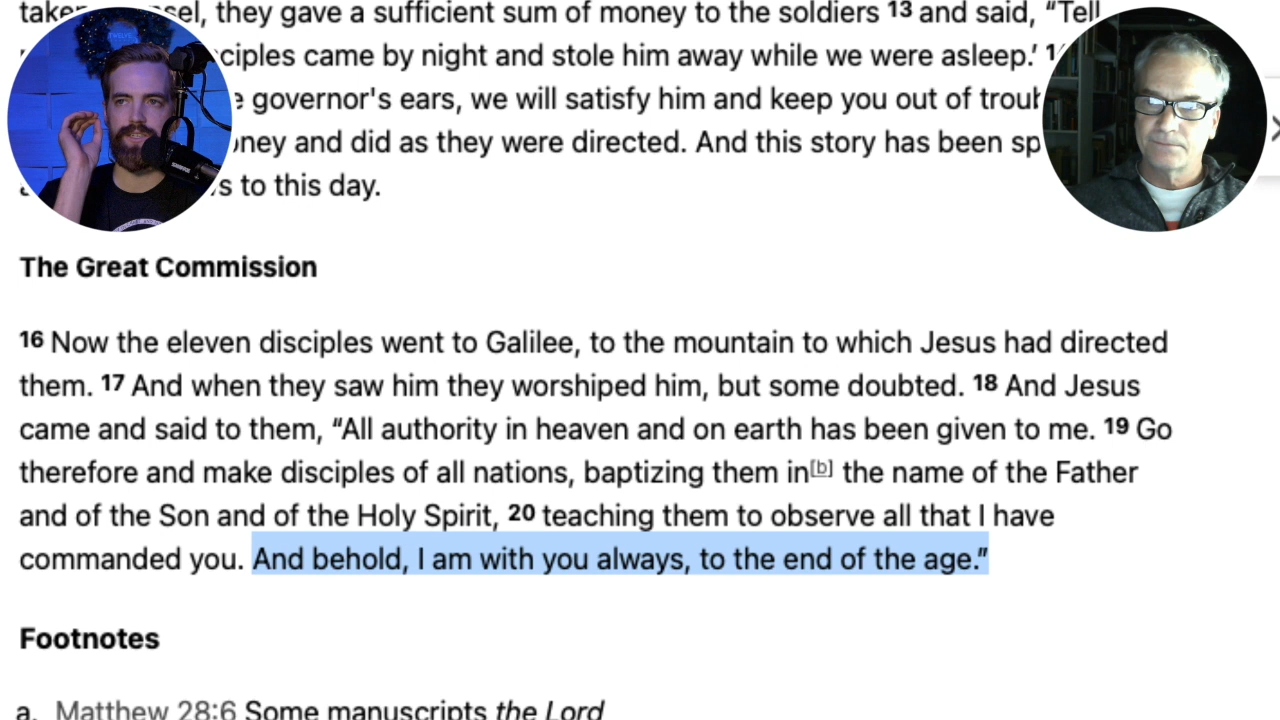 sel, they gave a sufficient sum of money to the soldiers 13 and said, “Tell
ciples came by night and stole him away while we were asleep.’
governor's ears, we will satisfy him and keep you out of
and did as they were directed. And this story has been
to this day.
The Great Commission
16 Now the eleven disciples went to Galilee, to the mountain to which Jesus had directed
them. 17 And when they saw him they worshiped him, but some doubted. 18 And Jesus
came and said to them, “All authority in heaven and on earth has been given to me. 19 Go
therefore and make disciples of all nations, baptizing them in[b] the name of the Father
and of the Son and of the Holy Spirit, 20 teaching them to observe all that I have
commanded you. And behold, I am with you always, to the end of the age.”
Footnotes
a. Matthew 28:6 Some manuscripts the Lord